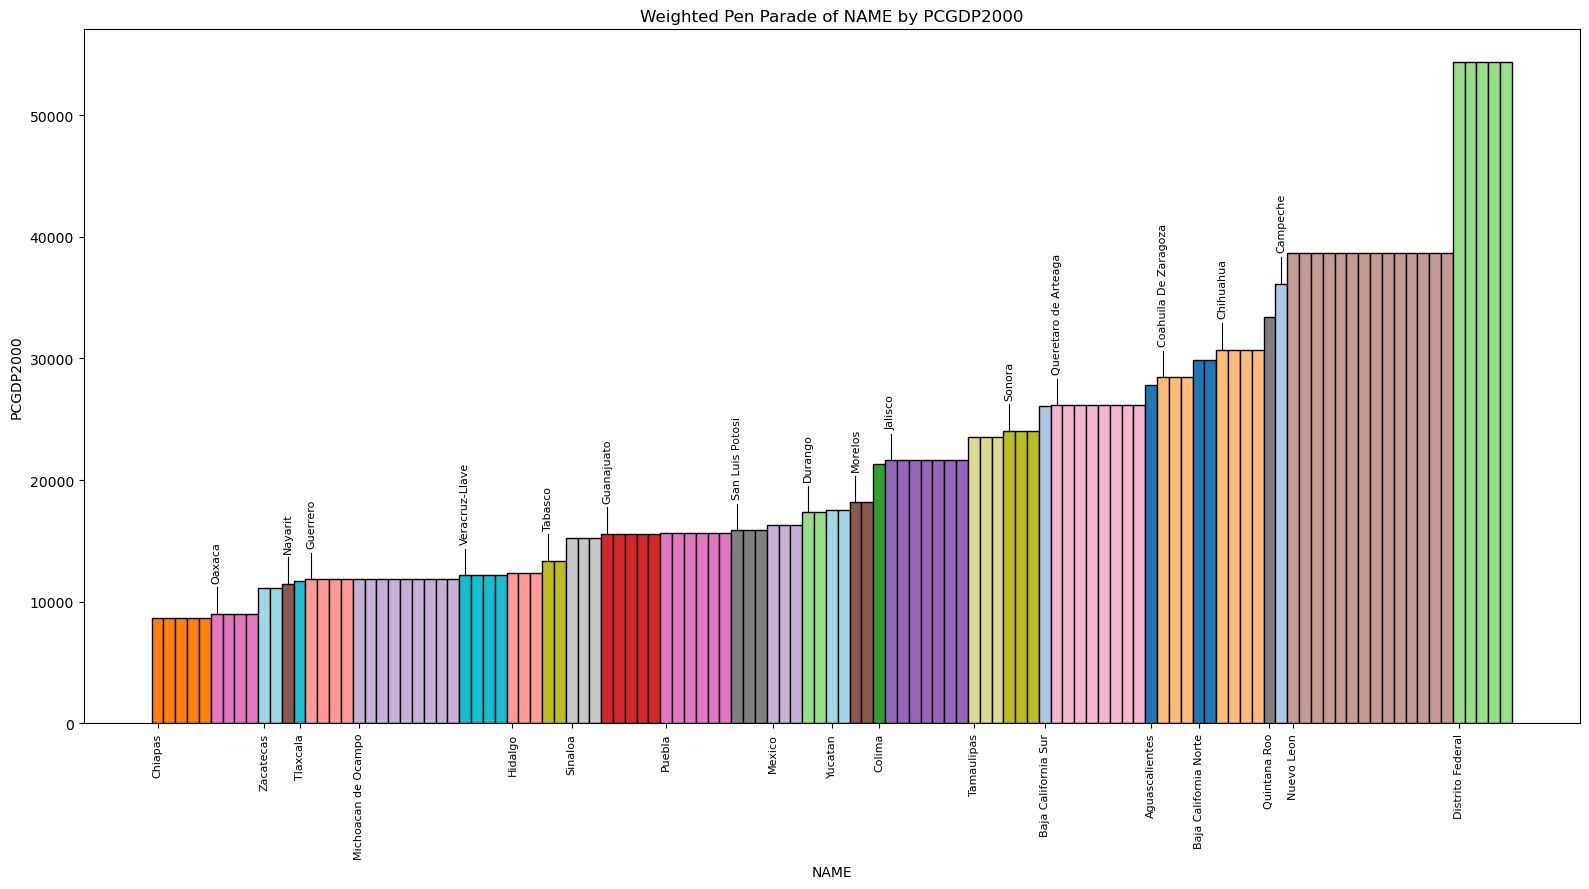 Weighted Pen Parade of NAME by PCGDP2000
PCGDP2000
50000
40000
30000
20000
10000
0
Oaxaca
Nayarit
Guerrero
Veracruz-Llave
Tabasco
Guanajuato
San Luis Potosi
Durango
Morelos
Jalisco
Sonora
Queretaro de Arteaga
Coahuila De Zaragoza
Chihuahua
Campeche
Chiapas
Zacatecas
Tlaxcala
Michoacan de Ocampo
Hidalgo
Sinaloa
Puebla
Mexico
Yucatan
Colima
Tamaulipas
Baja California Sur
Aguascalientes
Baja California Norte
Quintana Roo
Nuevo Leon
Distrito Federal
NAME